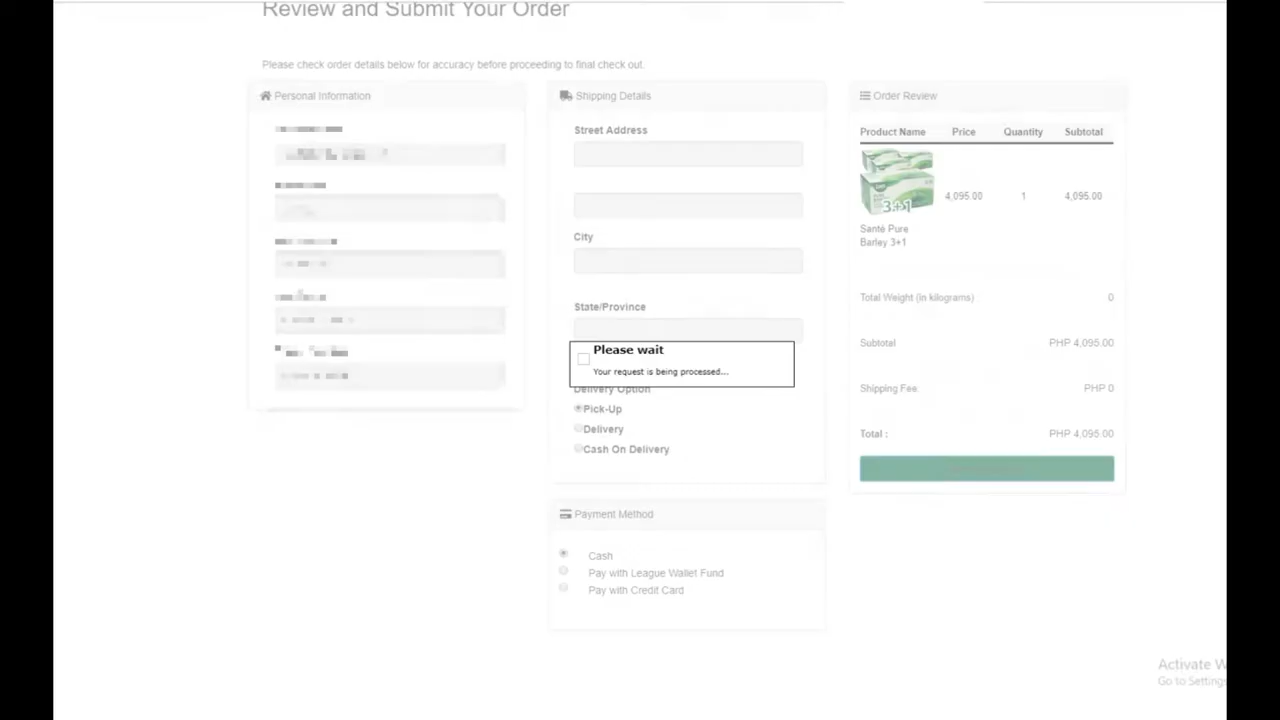 Review and Submit Your Order
Please check order details below for accuracy before proceeding to final check out.
Personal Information
Shipping Details
Street Address
City
State/Province
Please wait
Your request is being processed...
Delivery Option
Pick-Up
Delivery
Cash On Delivery
Payment Method
Cash
Pay with League Wallet Fund
Pay with Credit Card
Order Review
Product Name Price Quantity Subtotal
3+1
4,095.00 1 4,095.00
Santé Pure
Barley 3+1
Total Weight (in kilograms) 0
Subtotal PHP 4,095.00
Shipping Fee: PHP 0
Total : PHP 4,095.00
Activate W
Go to Settings